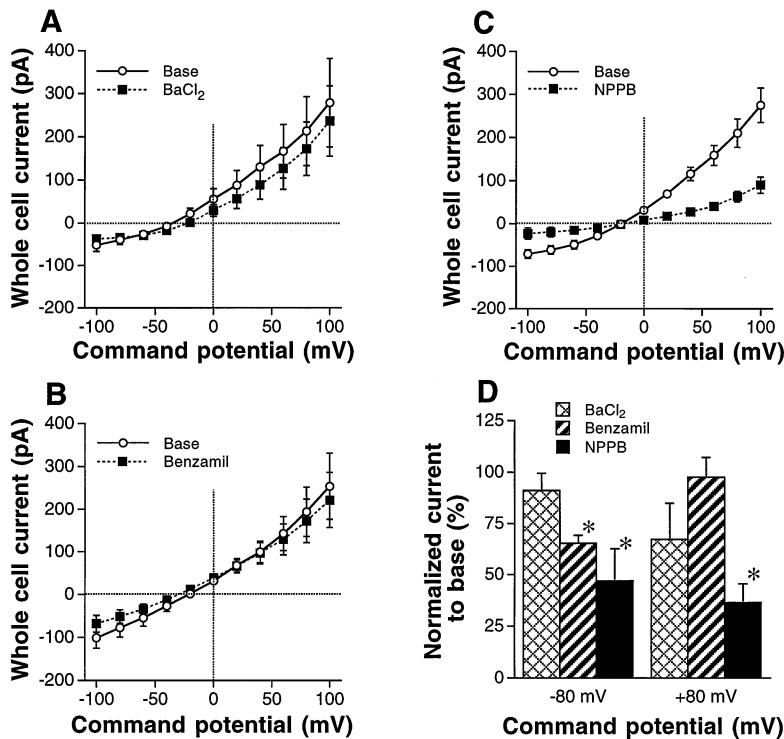 A
Whole cell current (pA)
400
300
200
100
0
-100
-200
Base
BaCl2
-100 -50 0 50 100
Command potential (mV)
C
Whole cell current (pA)
400
300
200
100
0
-100
-200
Base
NPPB
-100 -50 0 50 100
Command potential (mV)
B
Whole cell current (pA)
400
300
200
100
0
-100
-200
Base
Benzamil
-100 -50 0 50 100
Command potential (mV)
D
Normalized current
to base (%)
125
100
75
50
25
0
BaCl2
Benzamil
NPPB
* * *
-80 mV +80 mV
Command potential (mV)